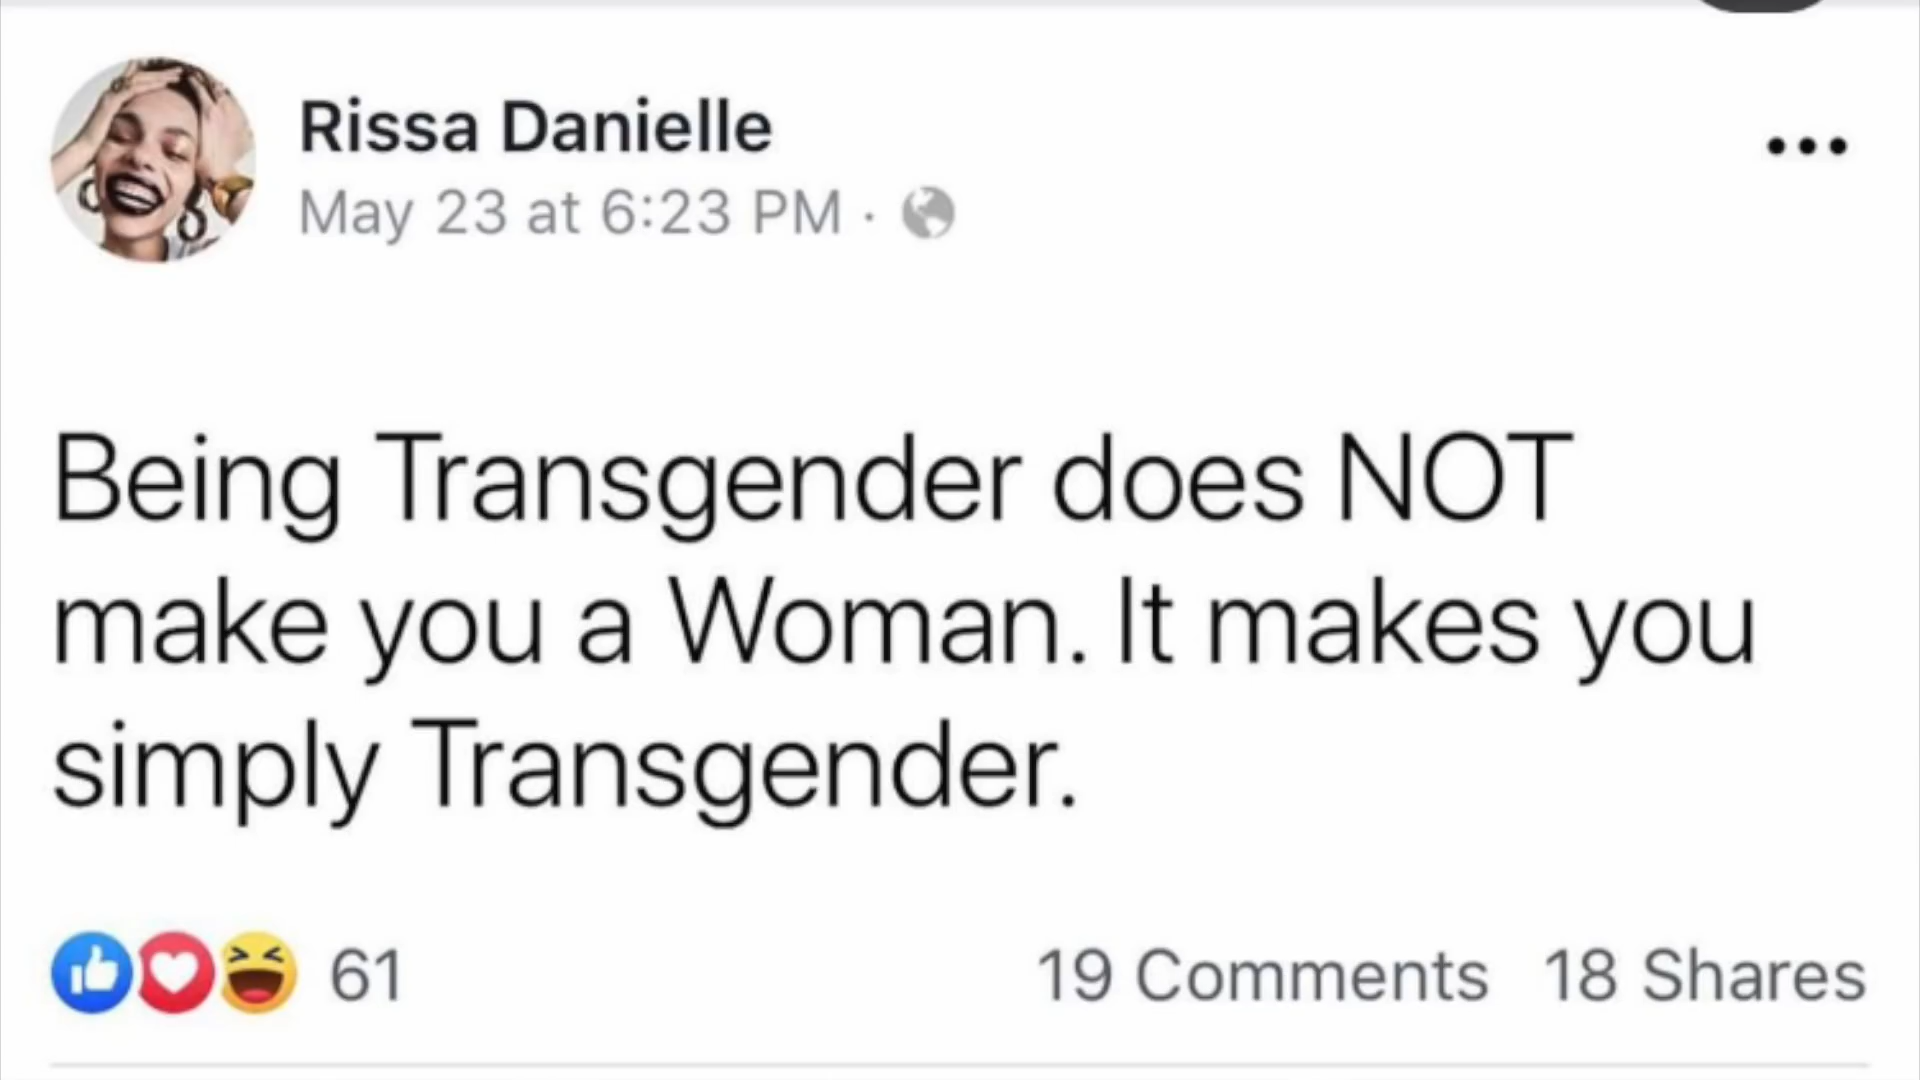 Rissa Danielle
May 23 at 6:23 PM ·
Being Transgender does NOT
make you a Woman. It makes you
simply Transgender.
61 19 Comments 18 Shares